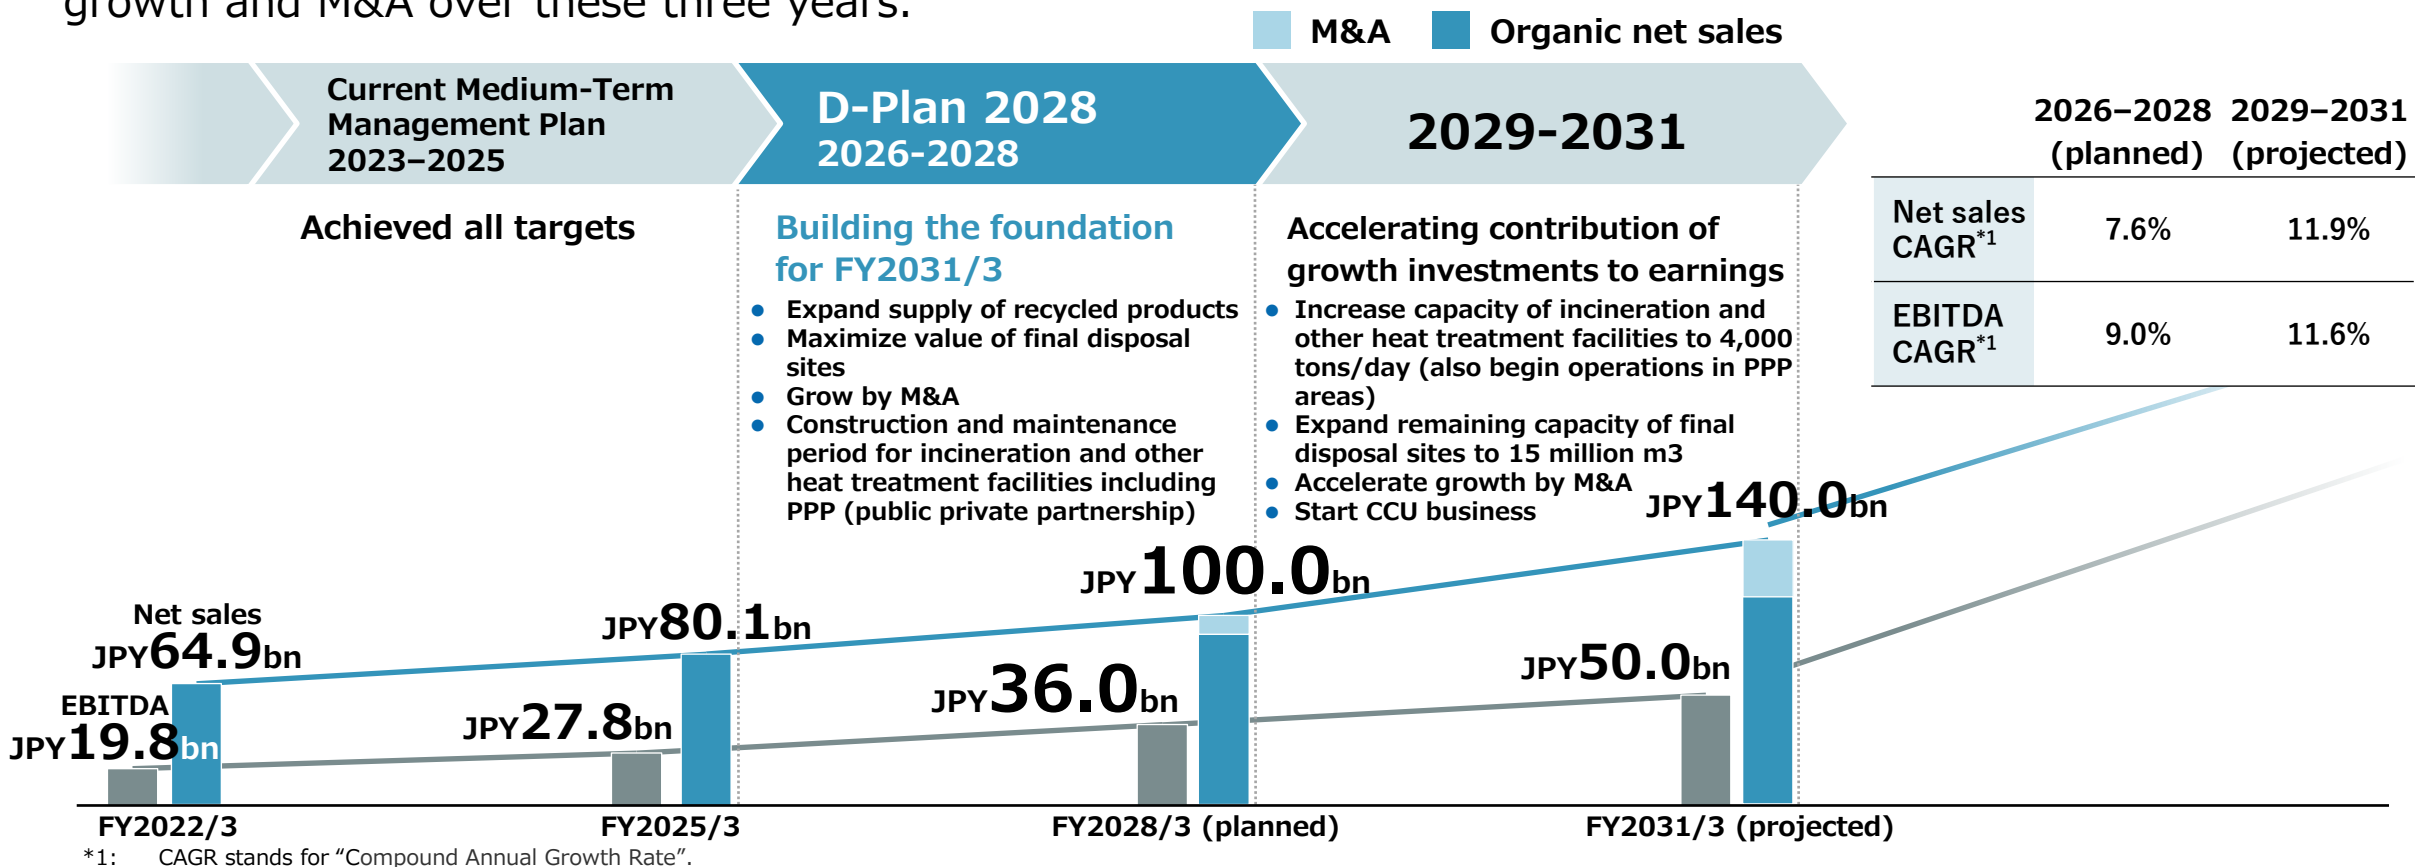 growth and M&A over these three years.
M&A
Organic net sales
Current Medium-Term
Management Plan
2023–2025
D-Plan 2028
2026-2028
2029-2031
Achieved all targets
Building the foundation
for FY2031/3
● Expand supply of recycled products
● Maximize value of final disposal
sites
● Grow by M&A
● Construction and maintenance
period for incineration and other
heat treatment facilities including
PPP (public private partnership)
Accelerating contribution of
growth investments to earnings
● Increase capacity of incineration and
other heat treatment facilities to 4,000
tons/day (also begin operations in PPP
areas)
● Expand remaining capacity of final
disposal sites to 15 million m3
● Accelerate growth by M&A
● Start CCU business
2026–2028 2029–2031
(planned) (projected)
Net sales
CAGR*1
7.6% 11.9%
EBITDA
CAGR*1
9.0% 11.6%
Net sales
JPY64.9bn
EBITDA
JPY19.8bn
JPY80.1bn
JPY27.8bn
JPY100.0bn
JPY36.0bn
JPY140.0bn
JPY50.0bn
FY2022/3
FY2025/3
FY2028/3 (planned)
FY2031/3 (projected)
*1: CAGR stands for “Compound Annual Growth Rate”.